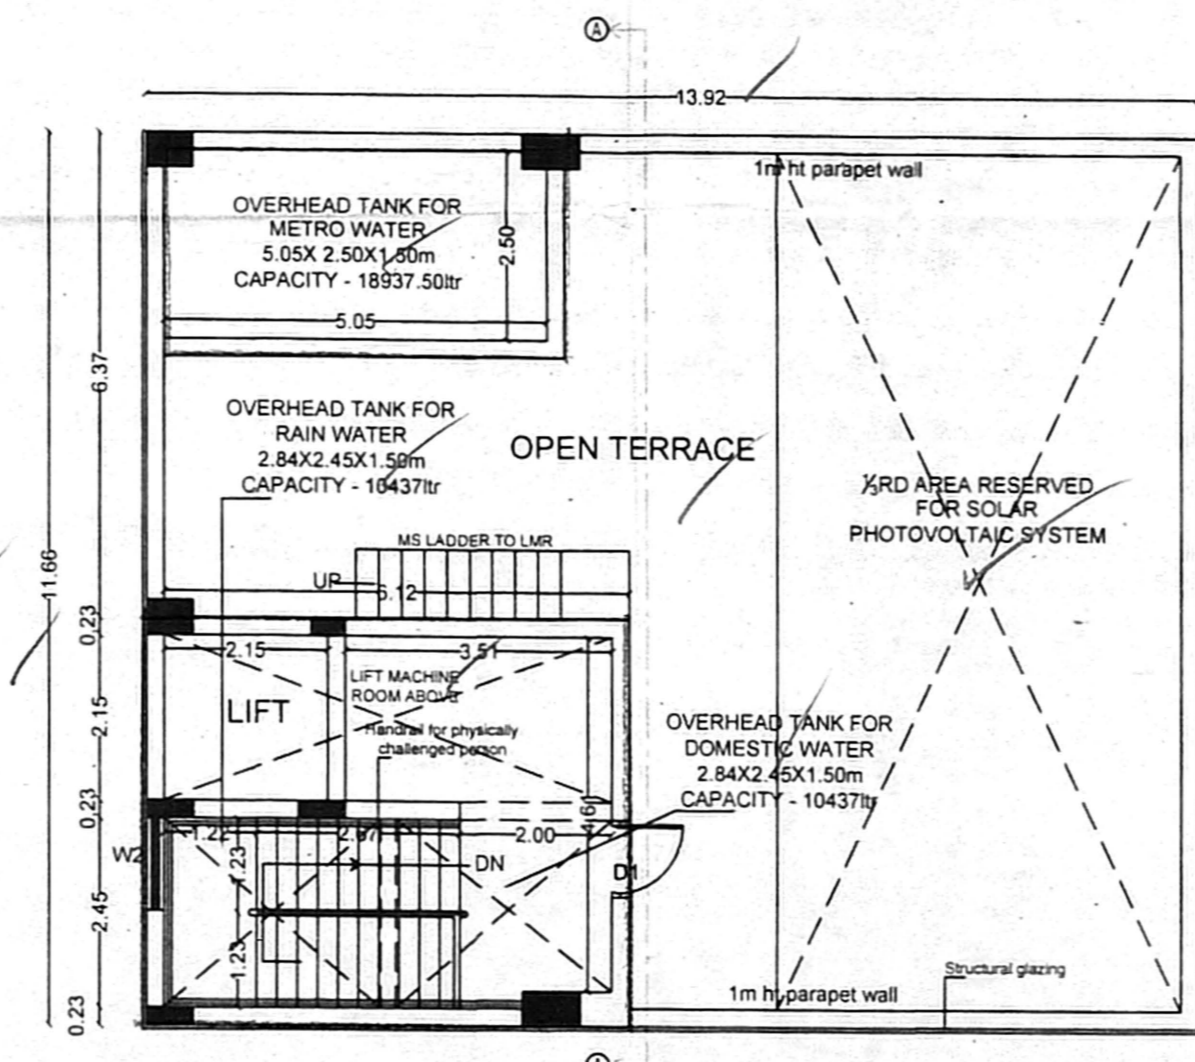 A
13.92
1m ht parapet wall
OVERHEAD TANK FOR
METRO WATER
5.05X 2.50X1.50m
CAPACITY - 18937.50ltr
2.50
5.05
6.37
11.66
OVERHEAD TANK FOR
RAIN WATER
2.84X2.45X1.50m
CAPACITY - 10437ltr
OPEN TERRACE
⅓RD AREA RESERVED
FOR SOLAR
PHOTOVOLTAIC SYSTEM
MS LADDER TO LMR
UP
6.12
0.23
2.15
3.51
LIFT MACHINE
ROOM ABOVE
LIFT
2.15
Handrail for physically
challenged person
OVERHEAD TANK FOR
DOMESTIC WATER
2.84X2.45X1.50m
CAPACITY - 10437ltr
0.23
4.60
1.22
2.67
2.00
W2
1.23
DN
D1
2.45
1.23
Structural glazing
1m ht parapet wall
0.23